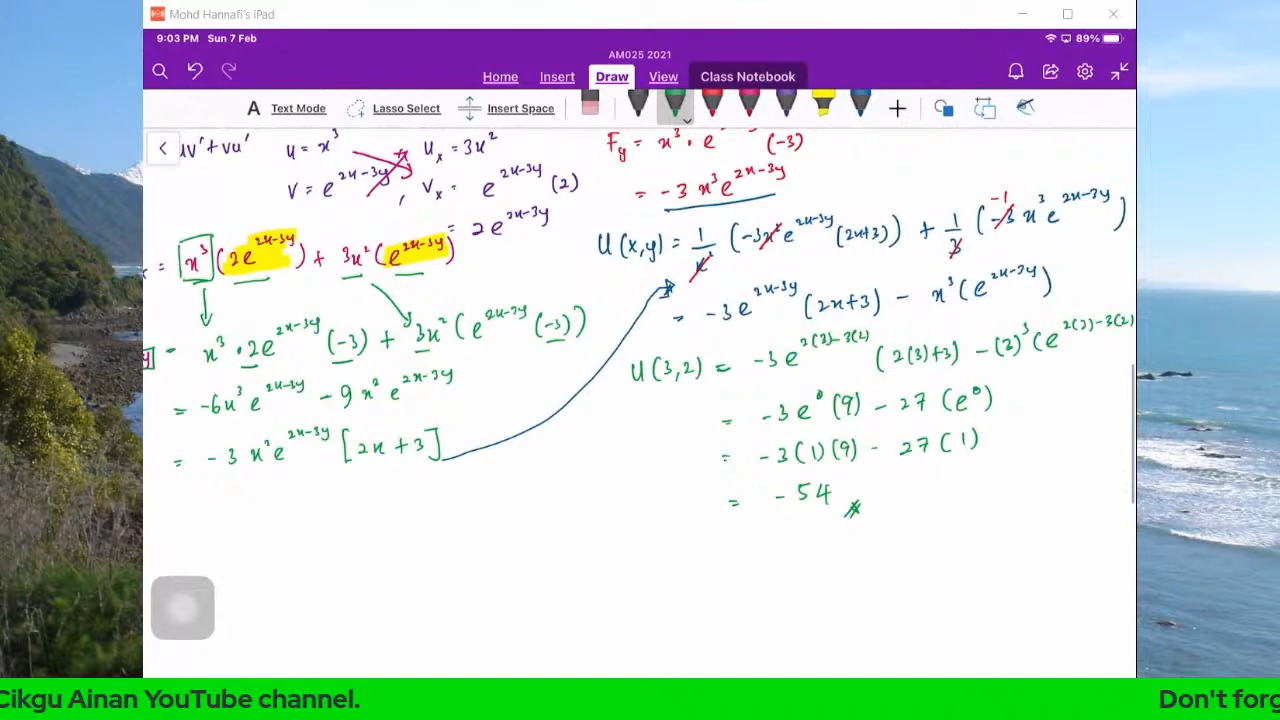 Mohd Hannafi's iPad
9:03 PM Sun 7 Feb
89%
AM025 2021
Home Insert Draw View Class Notebook
A Text Mode Lasso Select Insert Space
uv' + vu' u = x³ u_x = 3x²
v = e^{2x-3y}, v_x = e^{2x-3y} (2)
= 2e^{2x-3y}
= x³ (2e^{2x-3y}) + 3x² (e^{2x-3y})
= x³ · 2e^{2x-3y} (-3) + 3x² (e^{2x-3y} (-3))
= -6x³ e^{2x-3y} - 9x² e^{2x-3y}
= -3x² e^{2x-3y} [2x + 3]
F_y = x³ · e (-3)
= -3x³ e^{2x-3y}
U(x,y) = 1/x² (-3x² e^{2x-3y} (2x+3)) + 1/3 (-3 x³ e^{2x-3y})
-1
= -3e^{2x-3y} (2x+3) - x³ (e^{2x-3y})
U(3,2) = -3e^{2(3)-3(2)} (2(3)+3) - (3)³ (e^{2(3)-3(2)}
= -3e⁰ (9) - 27 (e⁰)
= -3(1)(9) - 27(1)
= -54
Cikgu Ainan YouTube channel. Don't forg